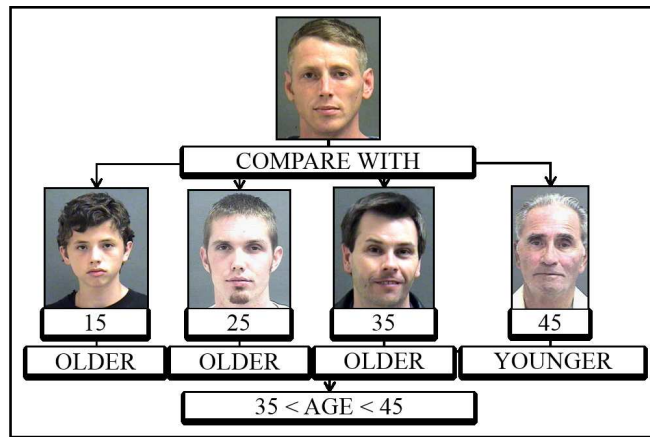 COMPARE WITH
15 25 35 45
OLDER OLDER OLDER YOUNGER
35 < AGE < 45